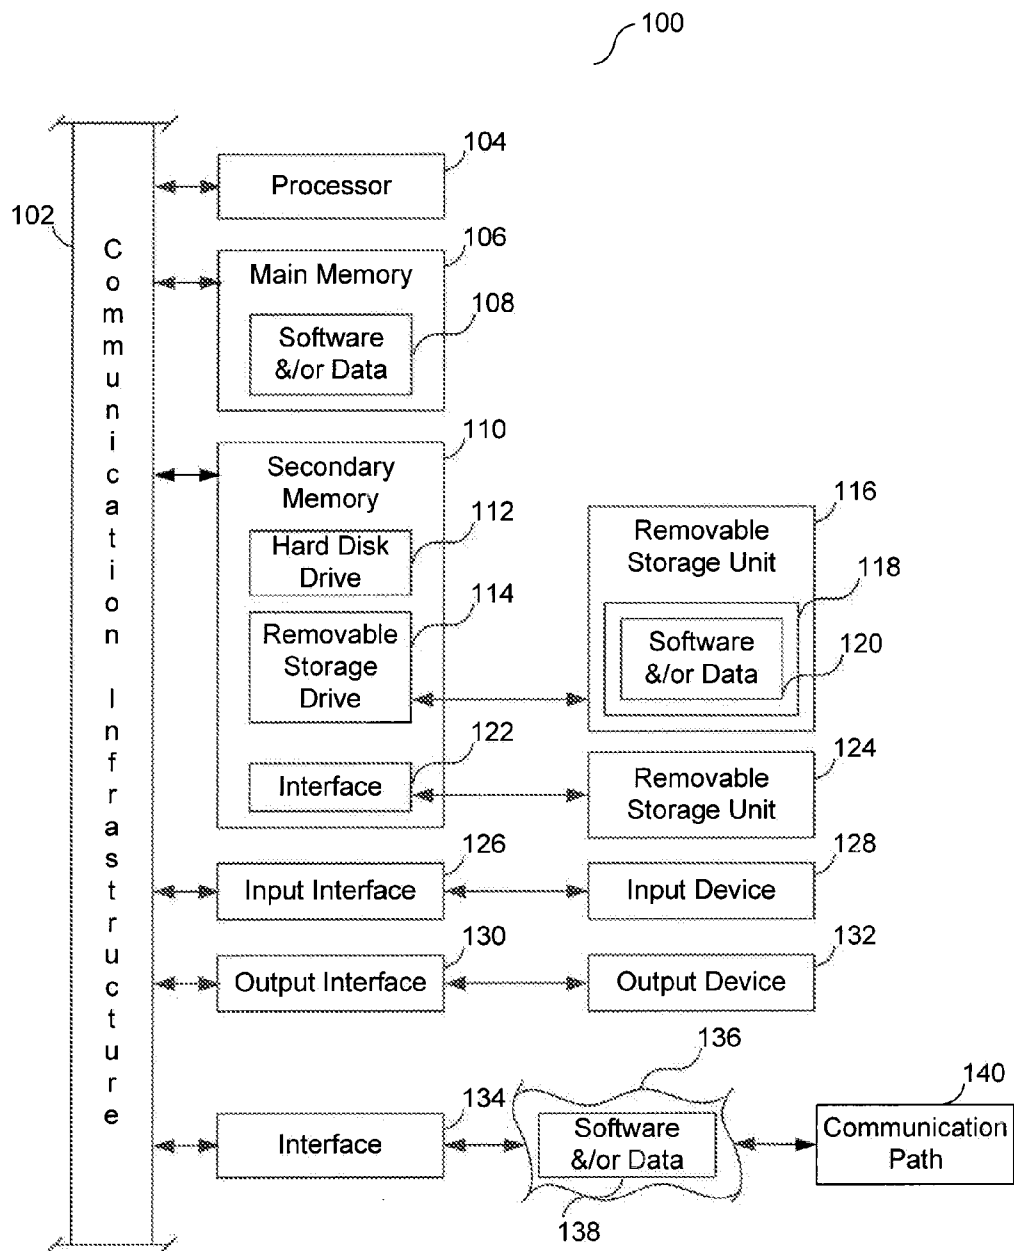 100
104
Processor
102
Communication Infrastructure
106
Main Memory
108
Software
&/or Data
110
Secondary
Memory
112
Hard Disk
Drive
114
Removable
Storage
Drive
116
Removable
Storage Unit
118
Software
&/or Data
120
122
Interface
124
Removable
Storage Unit
126
Input Interface
128
Input Device
130
Output Interface
132
Output Device
134
Interface
136
Software
&/or Data
138
140
Communication
Path